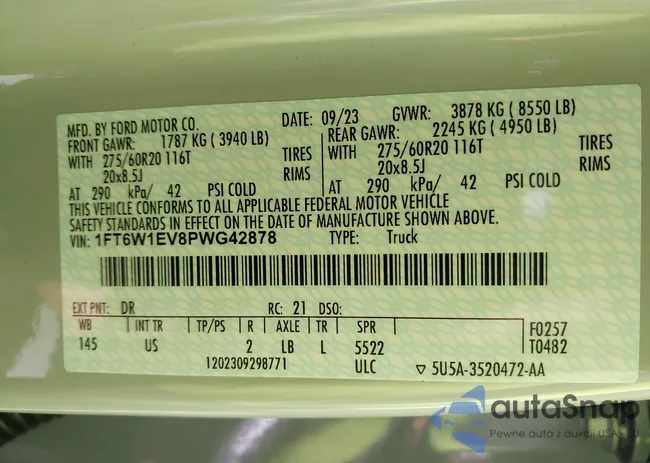 MFD. BY FORD MOTOR CO. DATE: 09/23 GVWR: 3878 KG ( 8550 LB)
FRONT GAWR: 1787 KG ( 3940 LB) REAR GAWR: 2245 KG ( 4950 LB)
WITH 275/60R20 116T TIRES WITH 275/60R20 116T TIRES
20x8.5J RIMS 20x8.5J RIMS
AT 290 kPa/ 42 PSI COLD AT 290 kPa/ 42 PSI COLD
THIS VEHICLE CONFORMS TO ALL APPLICABLE FEDERAL MOTOR VEHICLE
SAFETY STANDARDS IN EFFECT ON THE DATE OF MANUFACTURE SHOWN ABOVE.
VIN: 1FT6W1EV8PWG42878 TYPE: Truck
EXT PNT: DR RC: 21 DSO:
WB INT TR TP/PS R AXLE TR SPR F0257
145 US 2 LB L 5522 T0482
1202309298771 ULC 5U5A-3520472-AA
autaSnap
Pewne auta z aukcji USA